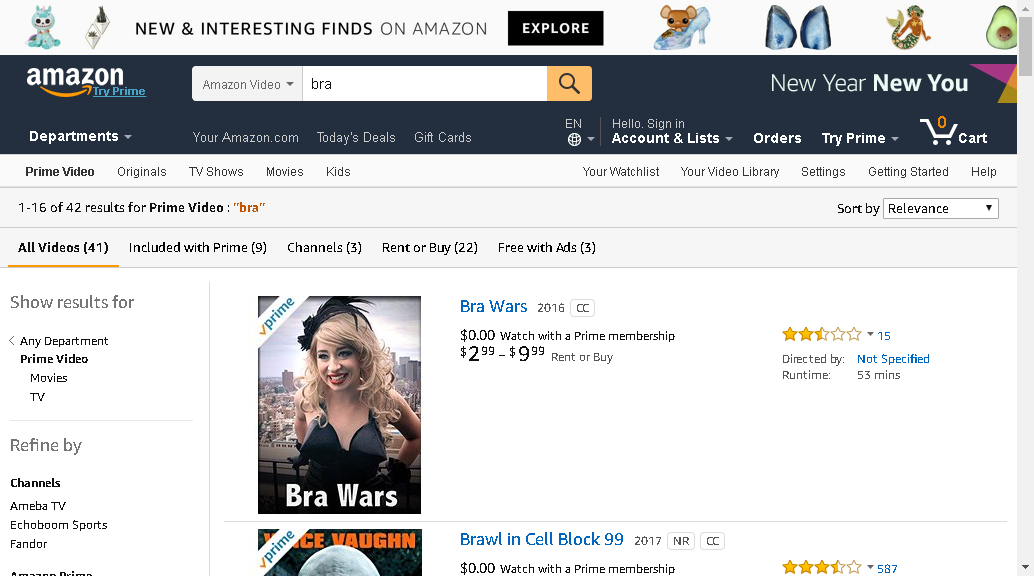 NEW & INTERESTING FINDS ON AMAZON EXPLORE
amazon
Try Prime
Amazon Video
bra
New Year New You
Departments
Your Amazon.com Today's Deals Gift Cards
EN
Hello. Sign in
Account & Lists
Orders
Try Prime
0
Cart
Prime Video Originals TV Shows Movies Kids Your Watchlist Your Video Library Settings Getting Started Help
1-16 of 42 results for Prime Video : "bra"
Sort by Relevance
All Videos (41) Included with Prime (9) Channels (3) Rent or Buy (22) Free with Ads (3)
Show results for
Any Department
Prime Video
Movies
TV
Refine by
Channels
Ameba TV
Echoboom Sports
Fandor
Amazon Prime
prime
Bra Wars
Bra Wars 2016 CC
$0.00 Watch with a Prime membership
$2.99 - $9.99 Rent or Buy
15
Directed by: Not Specified
Runtime: 53 mins
prime
VINCE VAUGHN
Brawl in Cell Block 99 2017 NR CC
$0.00 Watch with a Prime membership
587